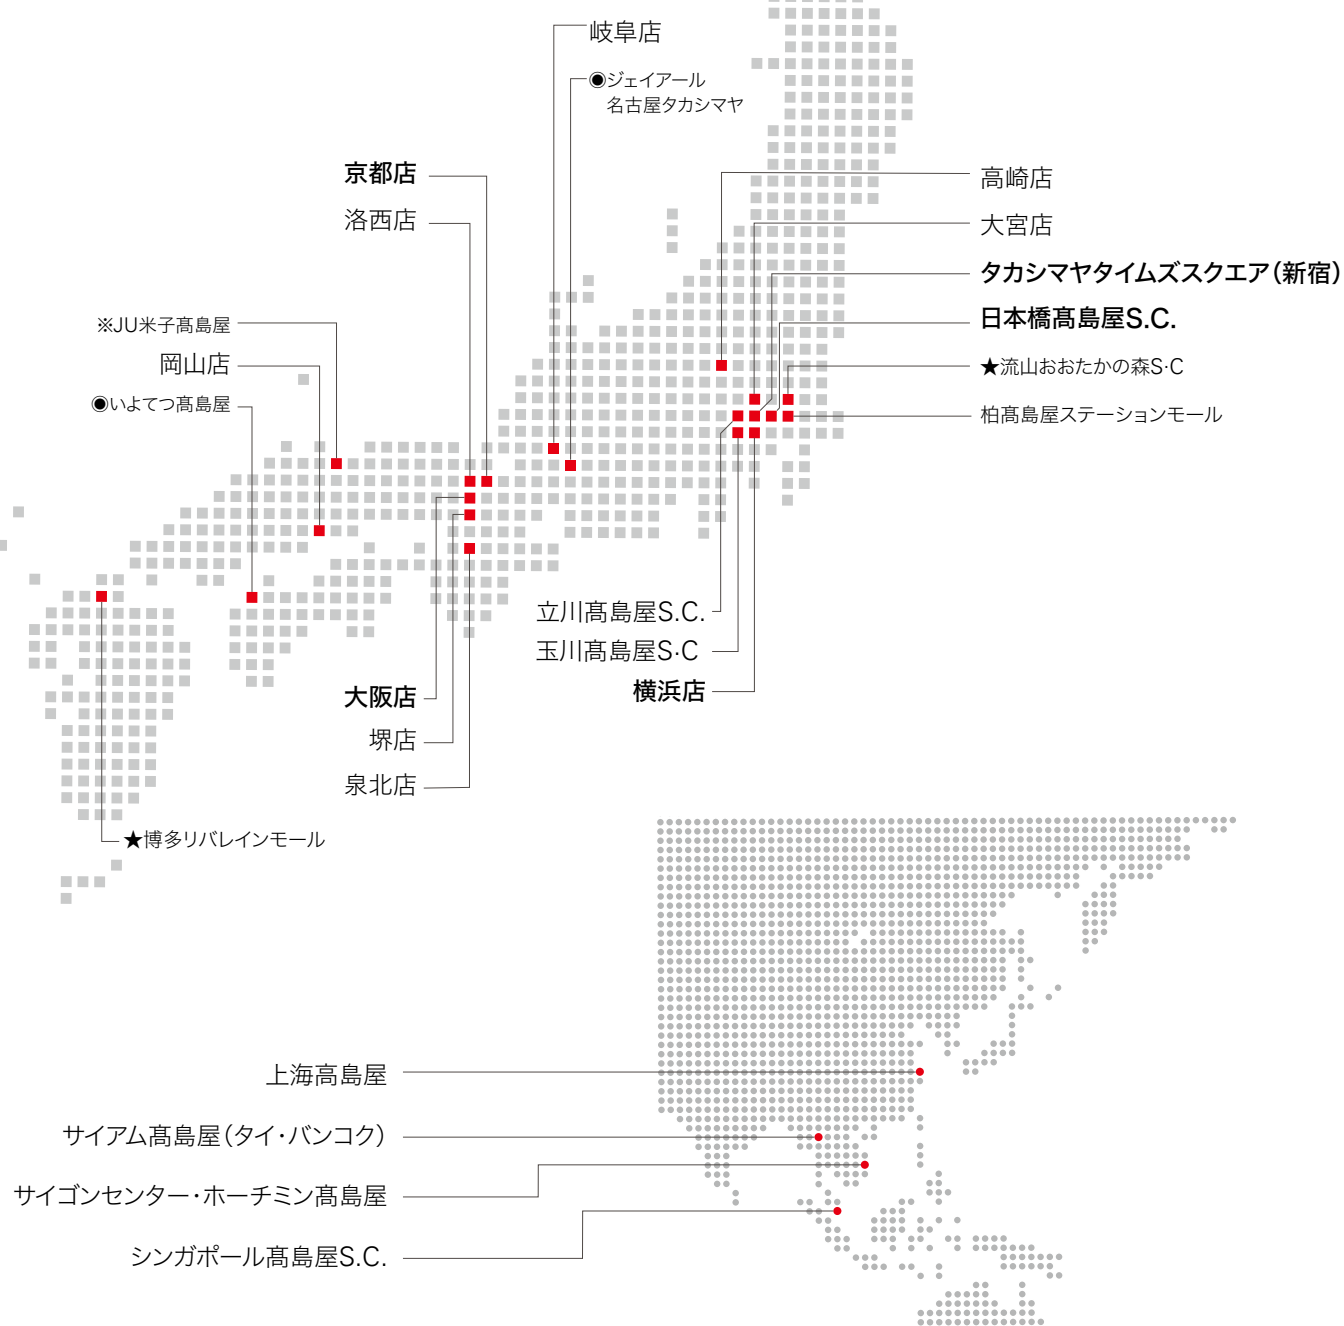 岐阜店
◉ジェイアール
名古屋タカシマヤ
京都店
洛西店
※JU米子髙島屋
岡山店
◉いよてつ髙島屋
高崎店
大宮店
タカシマヤタイムズスクエア(新宿)
日本橋髙島屋S.C.
★流山おおたかの森S·C
柏髙島屋ステーションモール
立川髙島屋S.C.
玉川髙島屋S·C
横浜店
大阪店
堺店
泉北店
★博多リバレインモール
上海高島屋
サイアム髙島屋(タイ・バンコク)
サイゴンセンター・ホーチミン髙島屋
シンガポール髙島屋S.C.